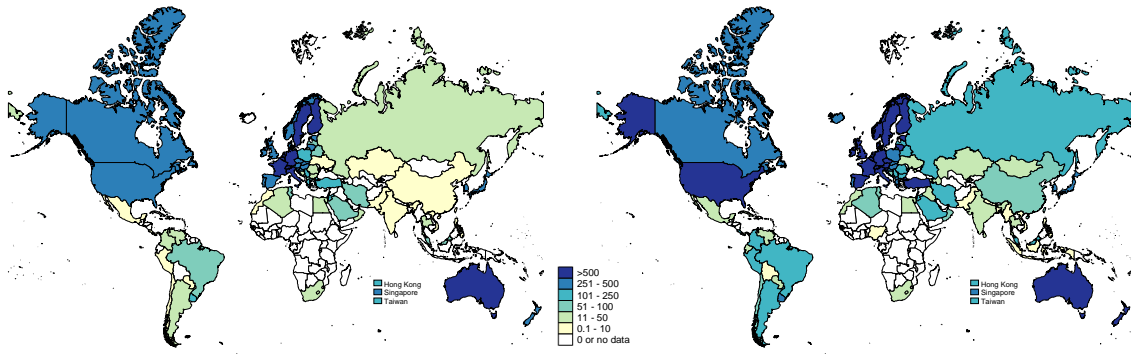 Hong Kong
Singapore
Taiwan
>500
251 - 500
101 - 250
51 - 100
11 - 50
0.1 - 10
0 or no data
Hong Kong
Singapore
Taiwan